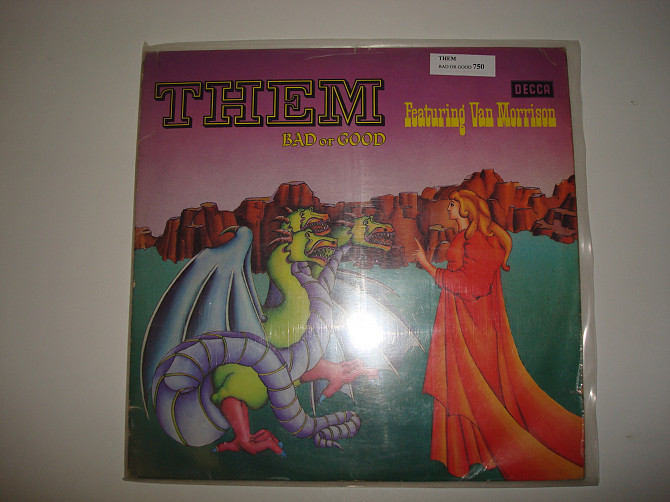 THEM
BAD OR GOOD 750
DECCA
THEM
Featuring Van Morrison
BAD or GOOD